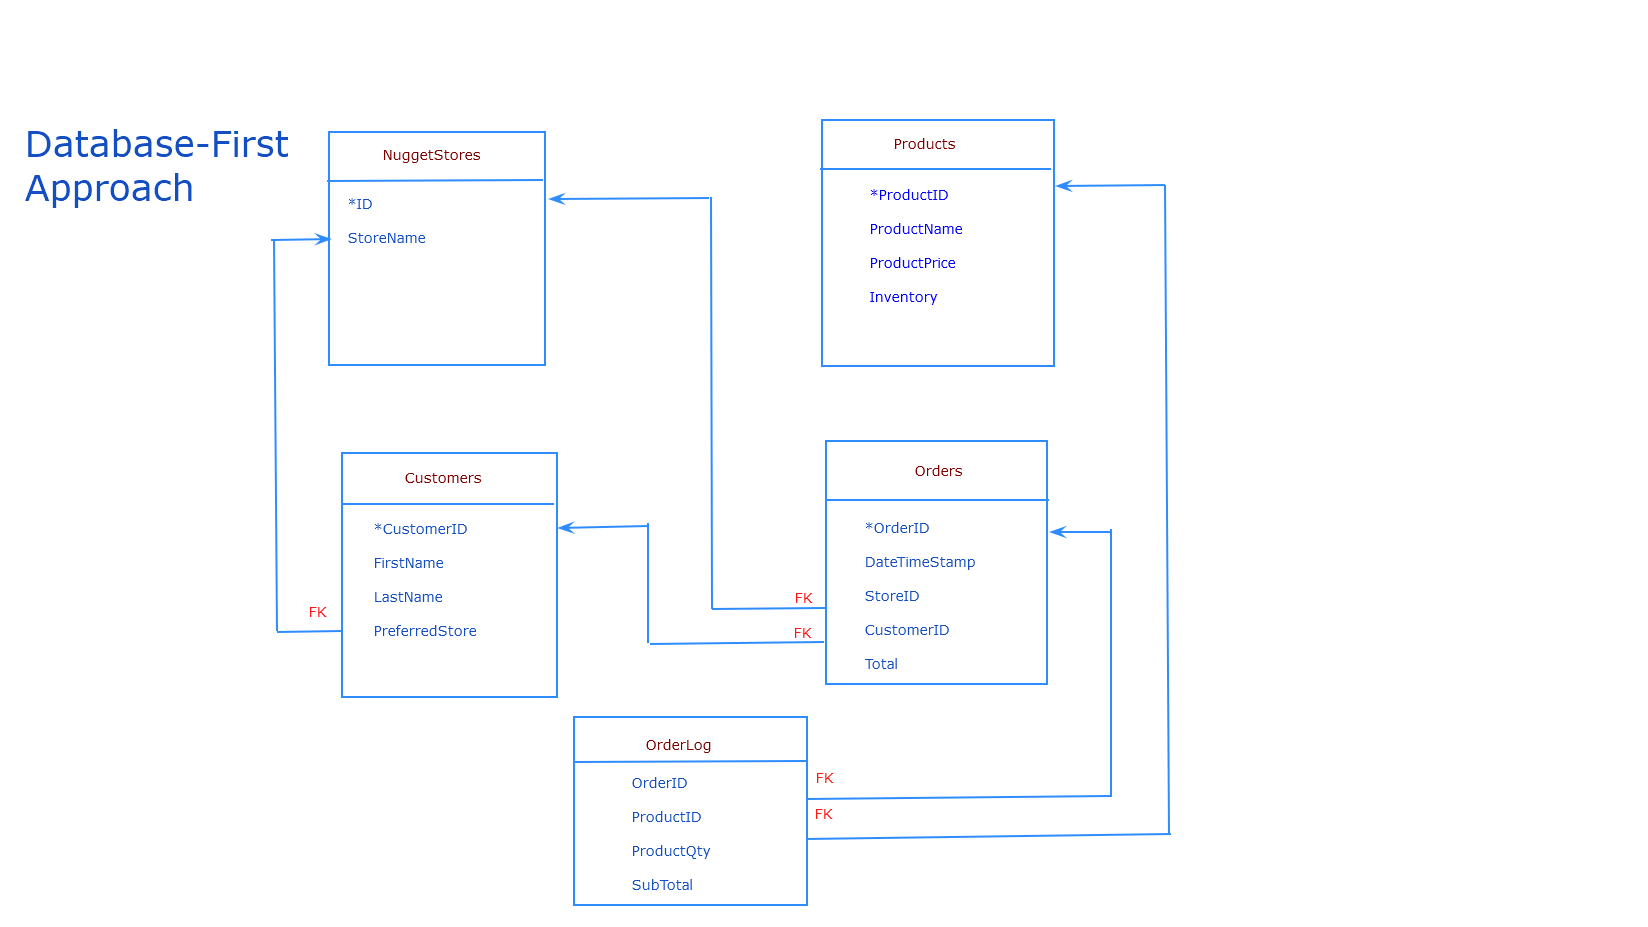 Database-First
Approach
NuggetStores
*ID
StoreName
Products
*ProductID
ProductName
ProductPrice
Inventory
Customers
*CustomerID
FirstName
LastName
PreferredStore
FK
Orders
*OrderID
DateTimeStamp
StoreID
CustomerID
Total
FK
FK
OrderLog
OrderID
ProductID
ProductQty
SubTotal
FK
FK